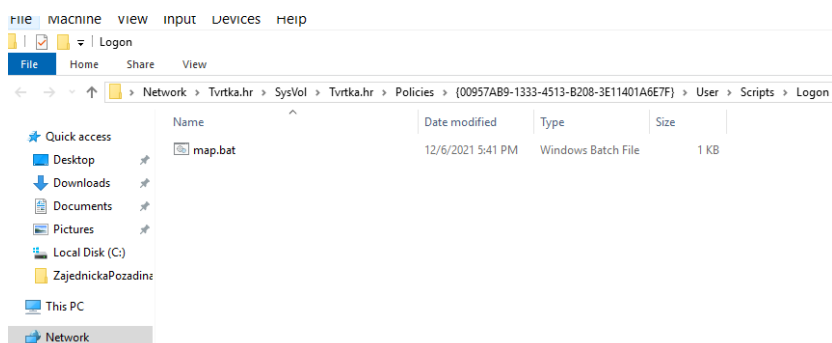 File Machine View Input Devices Help
Logon
File Home Share View
Network > Tvrtka.hr > SysVol > Tvrtka.hr > Policies > {00957AB9-1333-4513-B208-3E11401A6E7F} > User > Scripts > Logon
Name Date modified Type Size
Quick access
map.bat 12/6/2021 5:41 PM Windows Batch File 1 KB
Desktop
Downloads
Documents
Pictures
Local Disk (C:)
ZajednickaPozadina
This PC
Network